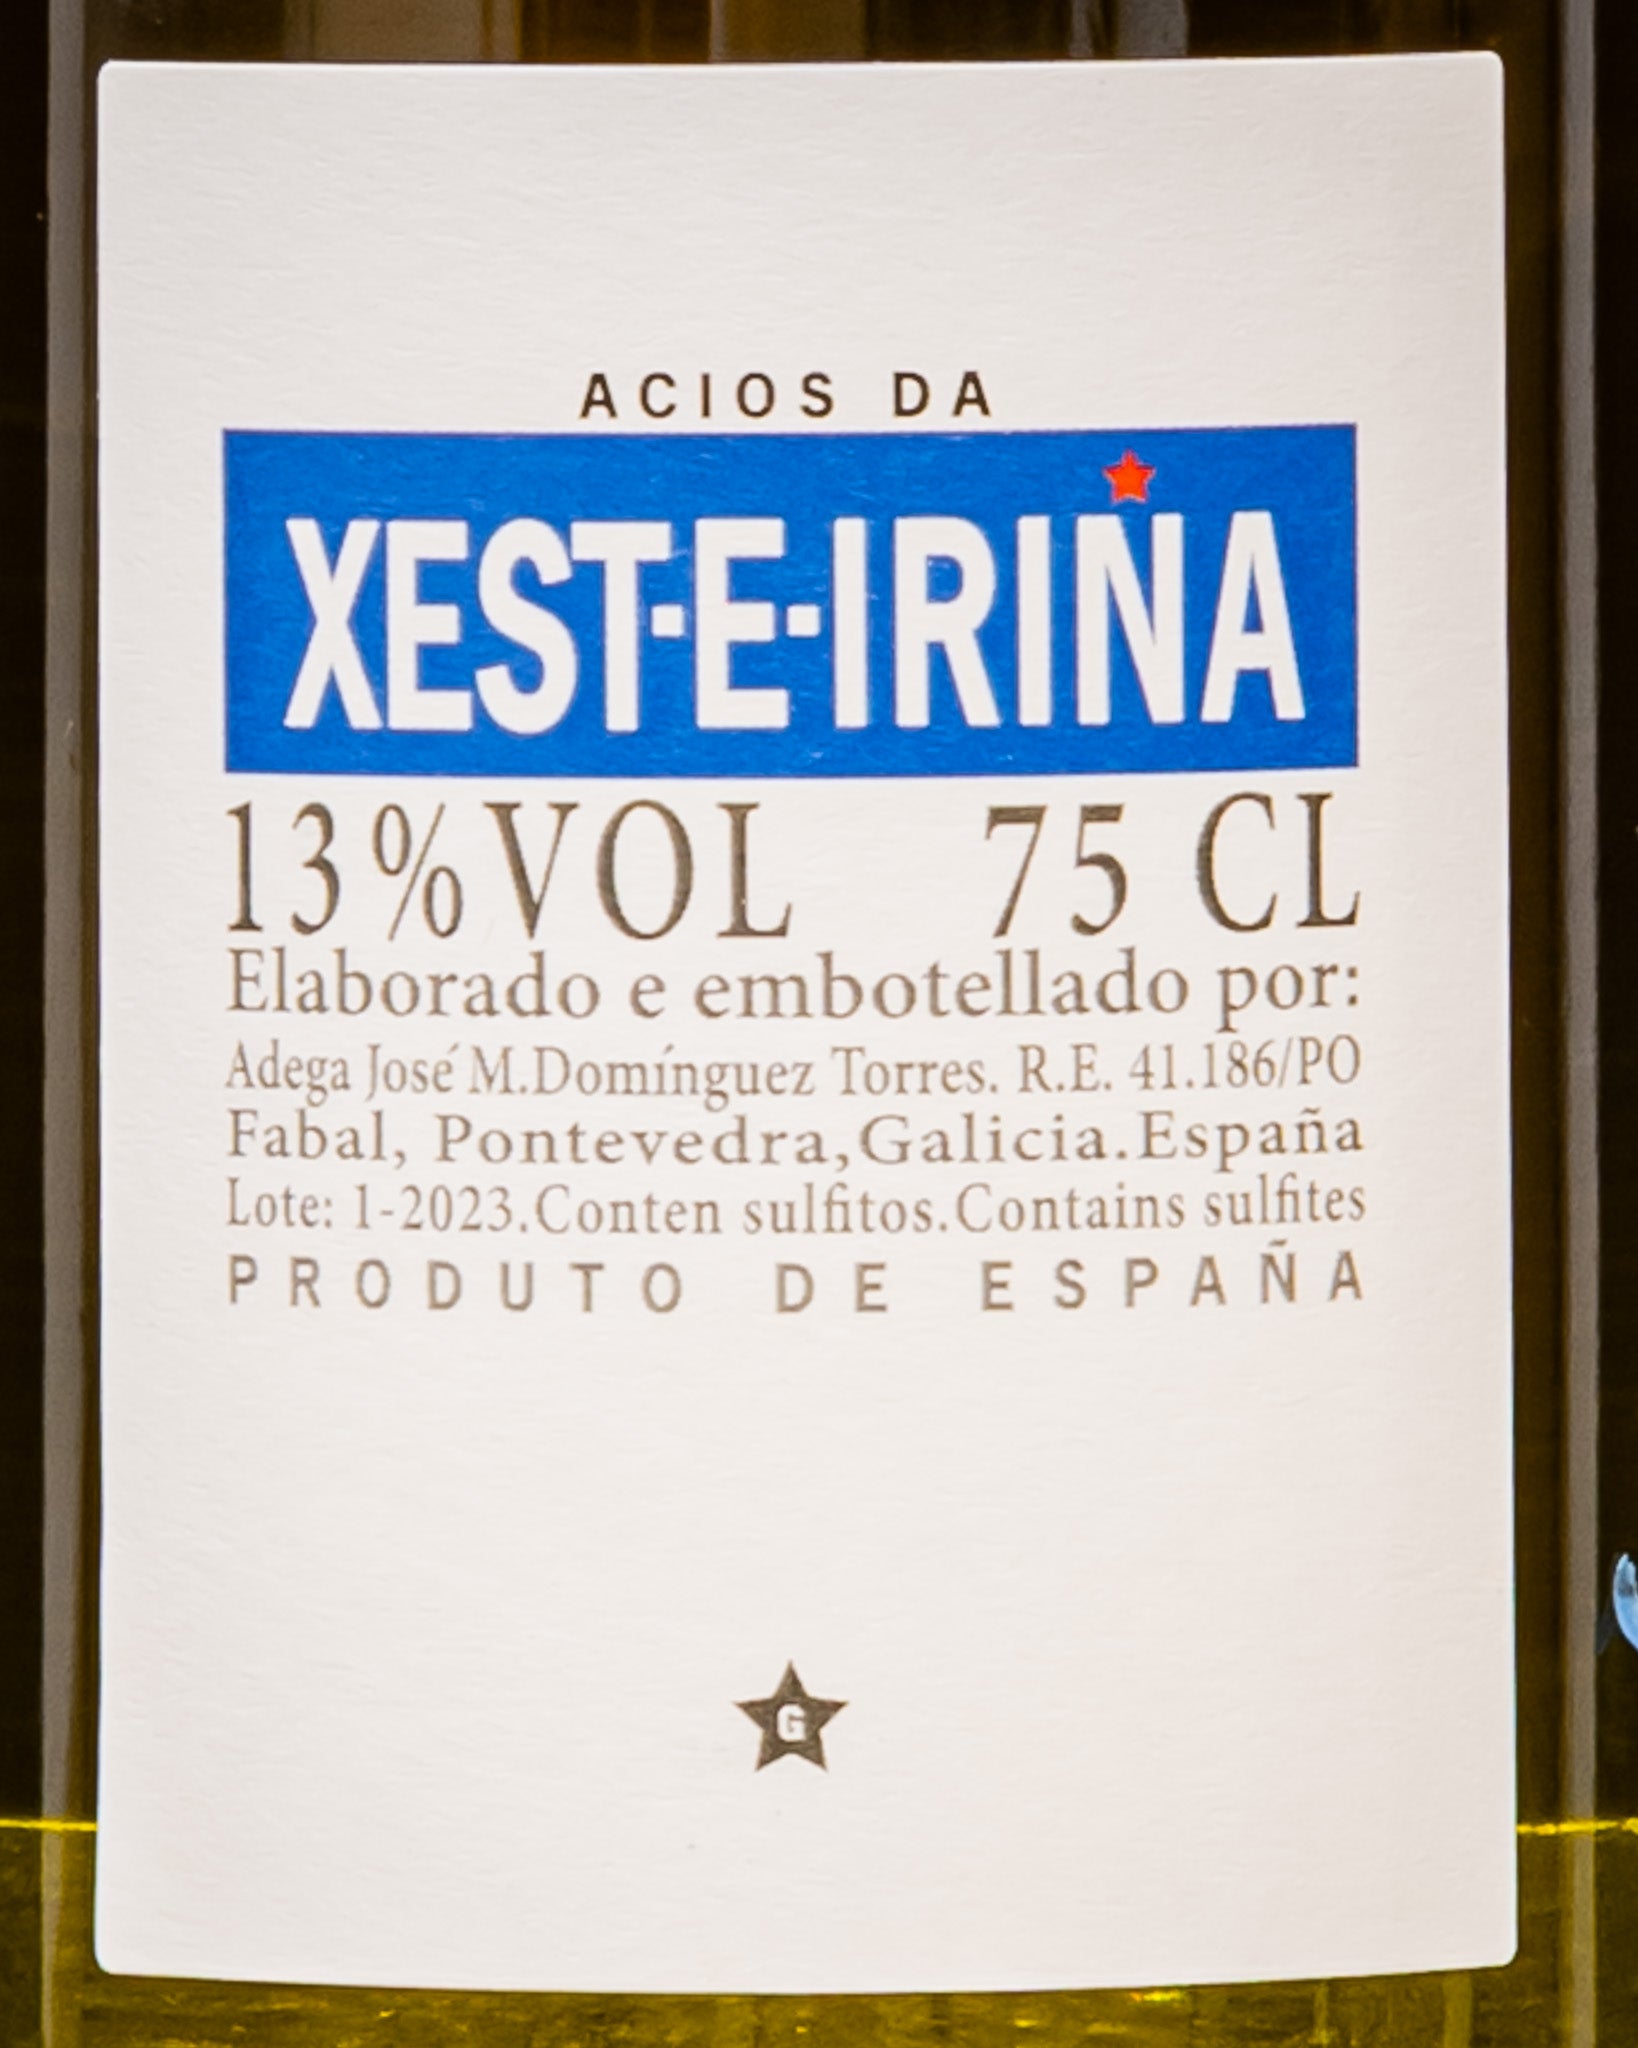 ACIOS DA
XEST·E·IRINA
13% VOL 75 CL
Elaborado e embotellado por:
Adega José M.Domínguez Torres. R.E. 41.186/PO
Fabal, Pontevedra, Galicia. España
Lote: 1-2023. Conten sulfitos. Contains sulfites
PRODUTO DE ESPAÑA
G